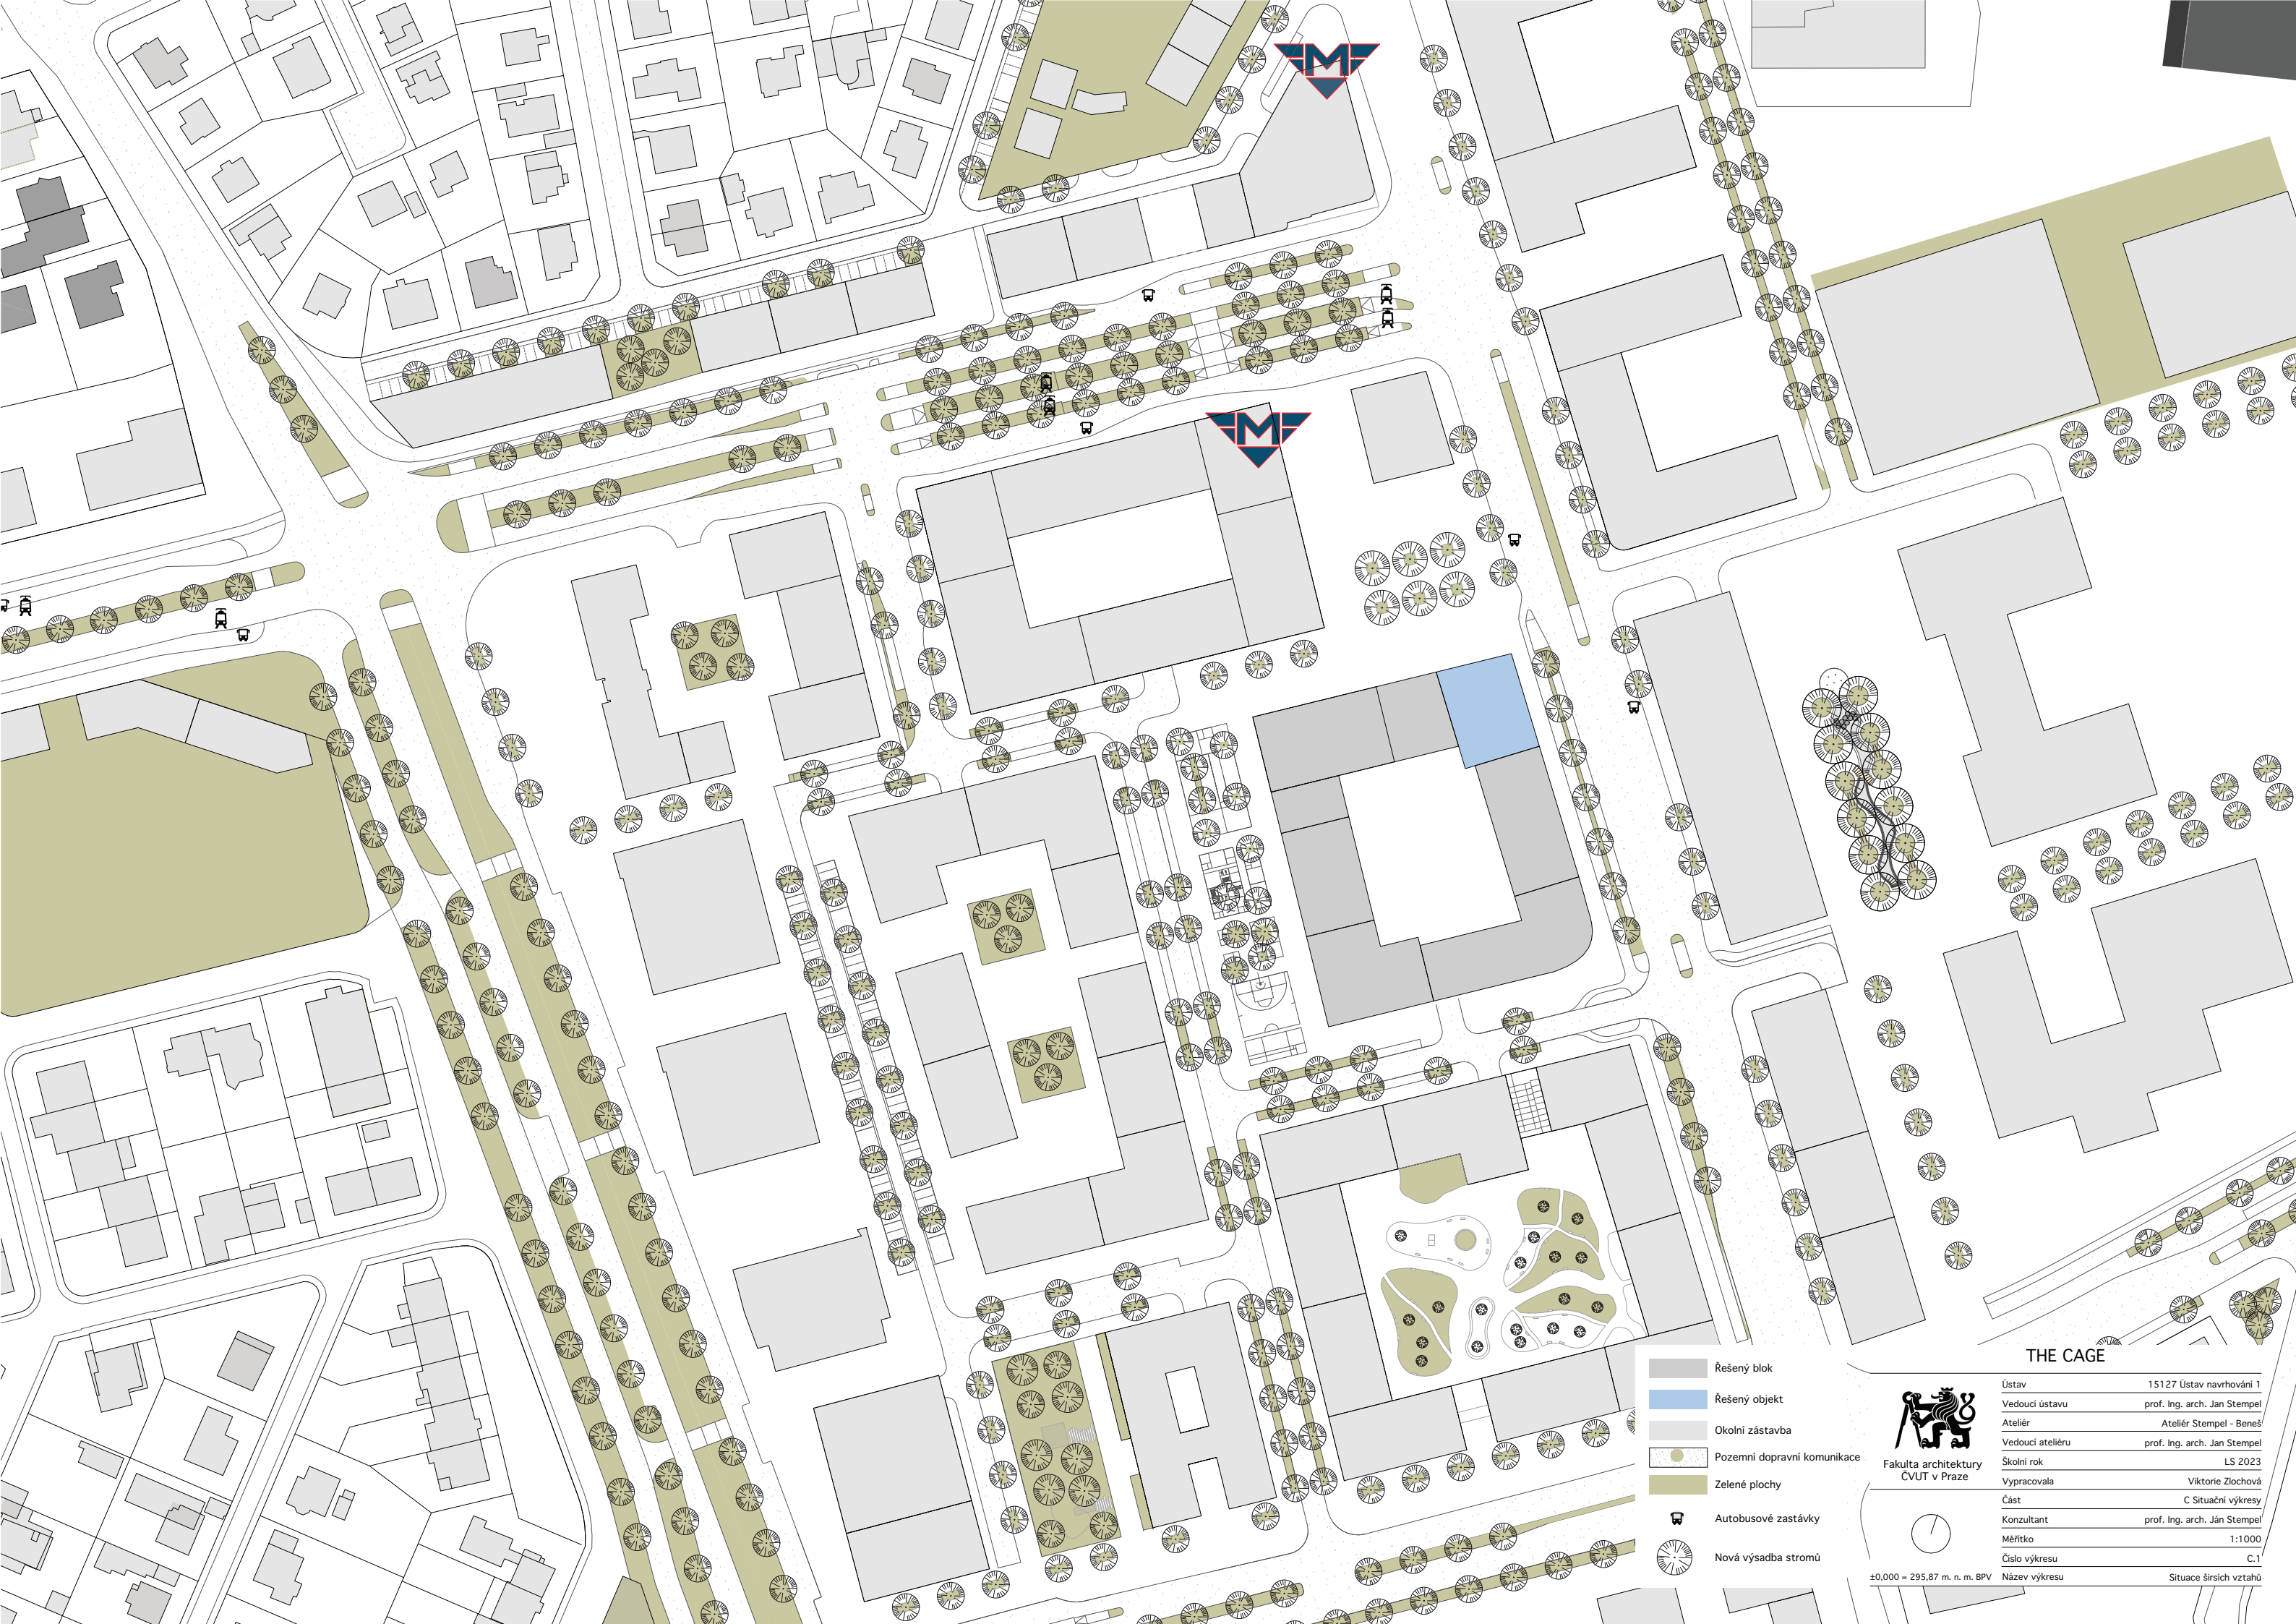 M
M
Řešený blok
Řešený objekt
Okolní zástavba
Pozemní dopravní komunikace
Zelené plochy
Autobusové zastávky
Nová výsadba stromů
THE CAGE
Fakulta architektury
ČVUT v Praze
±0,000 = 295,87 m. n. m. BPV
Ústav 15127 Ústav navrhování 1
Vedoucí ústavu prof. Ing. arch. Jan Stempel
Ateliér Ateliér Stempel - Beneš
Vedoucí ateliéru prof. Ing. arch. Jan Stempel
Školní rok LS 2023
Vypracovala Viktorie Zlochová
Část C Situační výkresy
Konzultant prof. Ing. arch. Ján Stempel
Měřítko 1:1000
Číslo výkresu C.1
Název výkresu Situace širsích vztahů